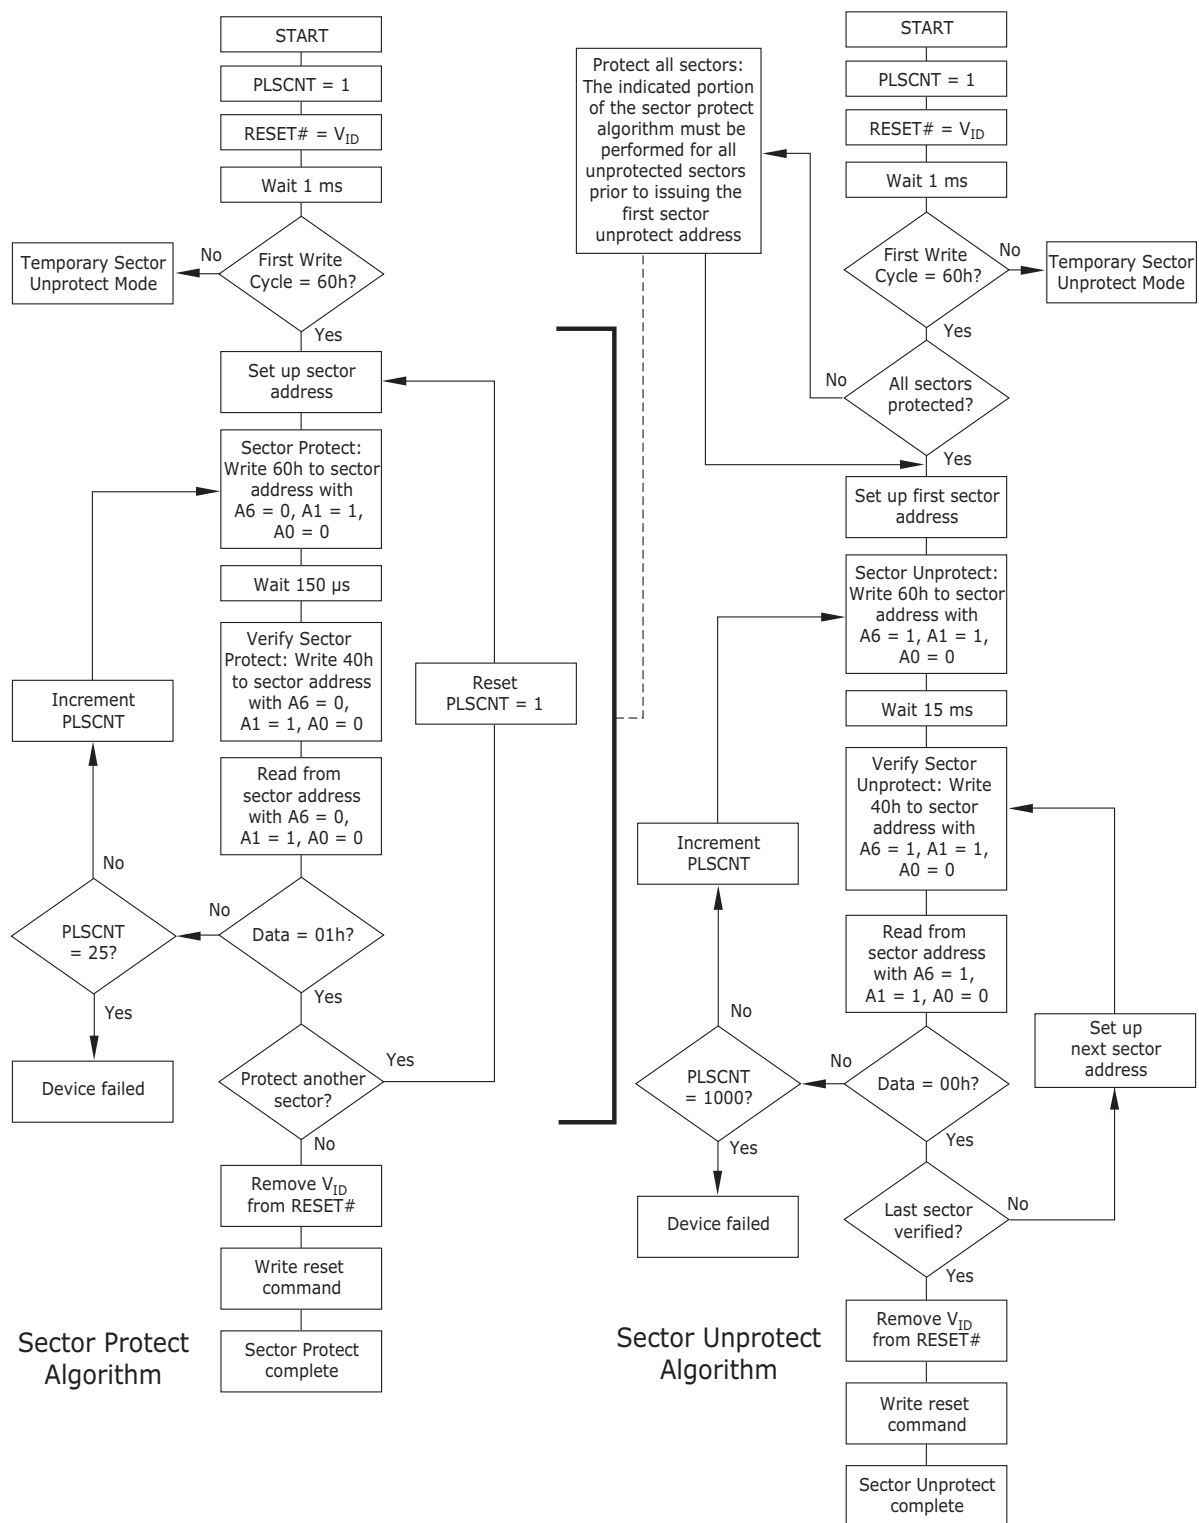 START
PLSCNT = 1
RESET# = VID
Wait 1 ms
First Write
Cycle = 60h?
No
Temporary Sector
Unprotect Mode
Yes
Set up sector
address
Sector Protect:
Write 60h to sector
address with
A6 = 0, A1 = 1,
A0 = 0
Wait 150 µs
Verify Sector
Protect: Write 40h
to sector address
with A6 = 0,
A1 = 1, A0 = 0
Increment
PLSCNT
Reset
PLSCNT = 1
Read from
sector address
with A6 = 0,
A1 = 1, A0 = 0
No
PLSCNT
= 25?
No
Data = 01h?
Yes
Yes
Device failed
Protect another
sector?
Yes
No
Remove VID
from RESET#
Write reset
command
Sector Protect
complete
Sector Protect
Algorithm
Protect all sectors:
The indicated portion
of the sector protect
algorithm must be
performed for all
unprotected sectors
prior to issuing the
first sector
unprotect address
START
PLSCNT = 1
RESET# = VID
Wait 1 ms
First Write
Cycle = 60h?
No
Temporary Sector
Unprotect Mode
Yes
No
All sectors
protected?
Yes
Set up first sector
address
Sector Unprotect:
Write 60h to sector
address with
A6 = 1, A1 = 1,
A0 = 0
Wait 15 ms
Verify Sector
Unprotect: Write
40h to sector
address with
A6 = 1, A1 = 1,
A0 = 0
Increment
PLSCNT
Read from
sector address
with A6 = 1,
A1 = 1, A0 = 0
No
PLSCNT
= 1000?
No
Data = 00h?
Set up
next sector
address
Yes
Yes
Device failed
Last sector
verified?
No
Yes
Remove VID
from RESET#
Write reset
command
Sector Unprotect
complete
Sector Unprotect
Algorithm